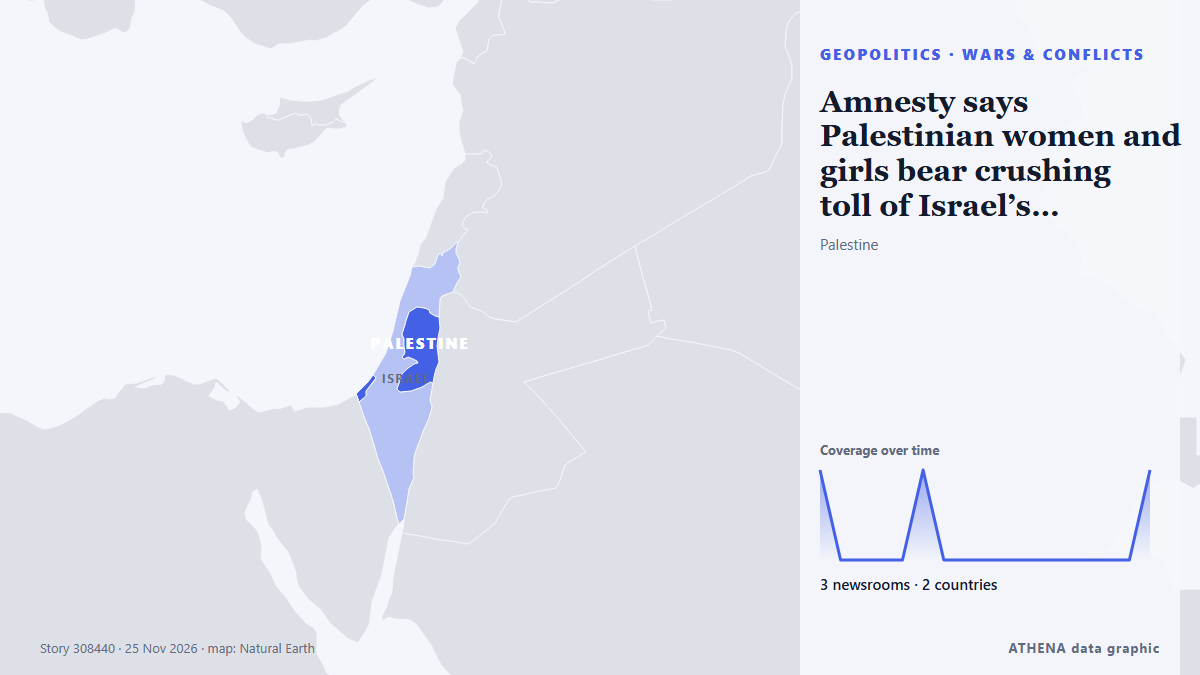 GEOPOLITICS · WARS & CONFLICTS
Amnesty says
Palestinian women and
girls bear crushing
toll of Israel’s…
Palestine
PALESTINE
ISRAEL
Coverage over time
3 newsrooms · 2 countries
Story 308440 · 25 Nov 2026 · map: Natural Earth
ATHENA data graphic